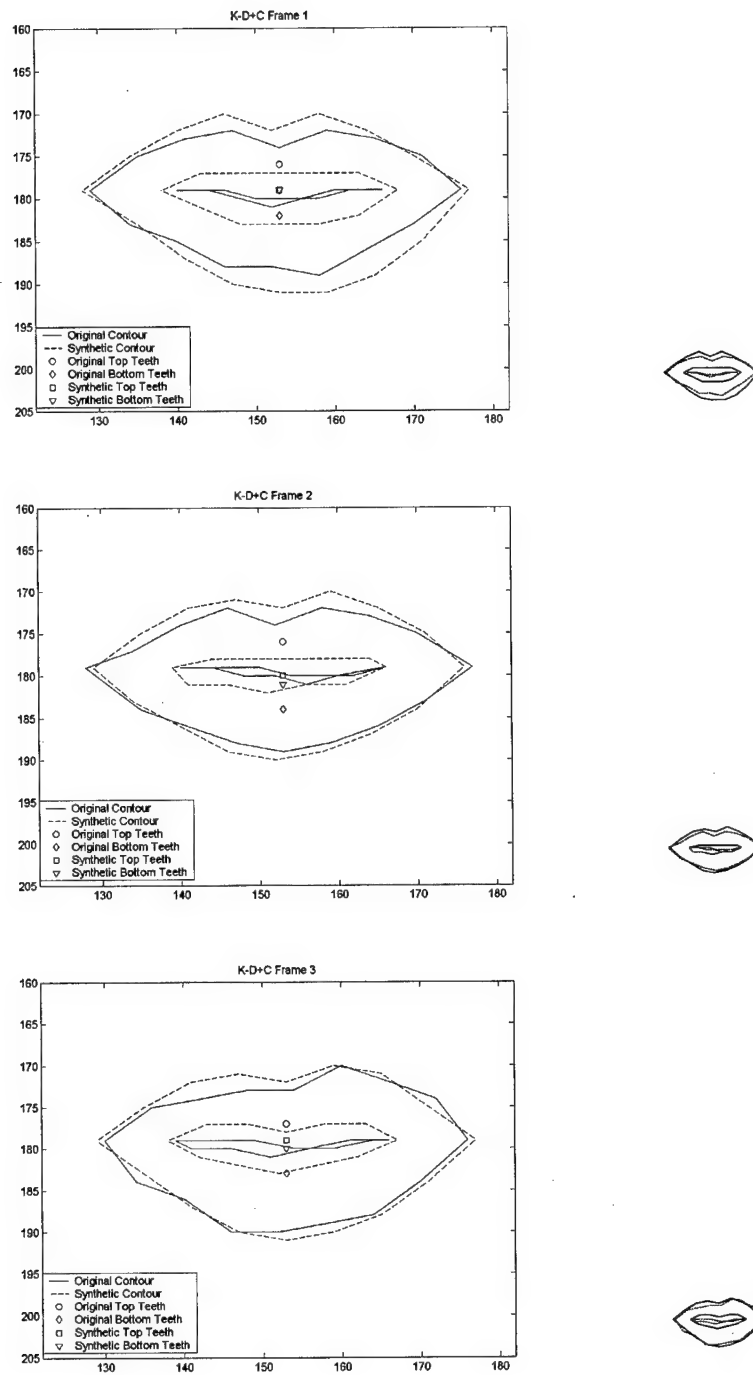 K-D+C Frame 1
160
165
170
175
180
185
190
195
200
205
Original Contour
Synthetic Contour
Original Top Teeth
Original Bottom Teeth
Synthetic Top Teeth
Synthetic Bottom Teeth
130 140 150 160 170 180
K-D+C Frame 2
160
165
170
175
180
185
190
195
200
205
Original Contour
Synthetic Contour
Original Top Teeth
Original Bottom Teeth
Synthetic Top Teeth
Synthetic Bottom Teeth
130 140 150 160 170 180
K-D+C Frame 3
160
165
170
175
180
185
190
195
200
205
Original Contour
Synthetic Contour
Original Top Teeth
Original Bottom Teeth
Synthetic Top Teeth
Synthetic Bottom Teeth
130 140 150 160 170 180